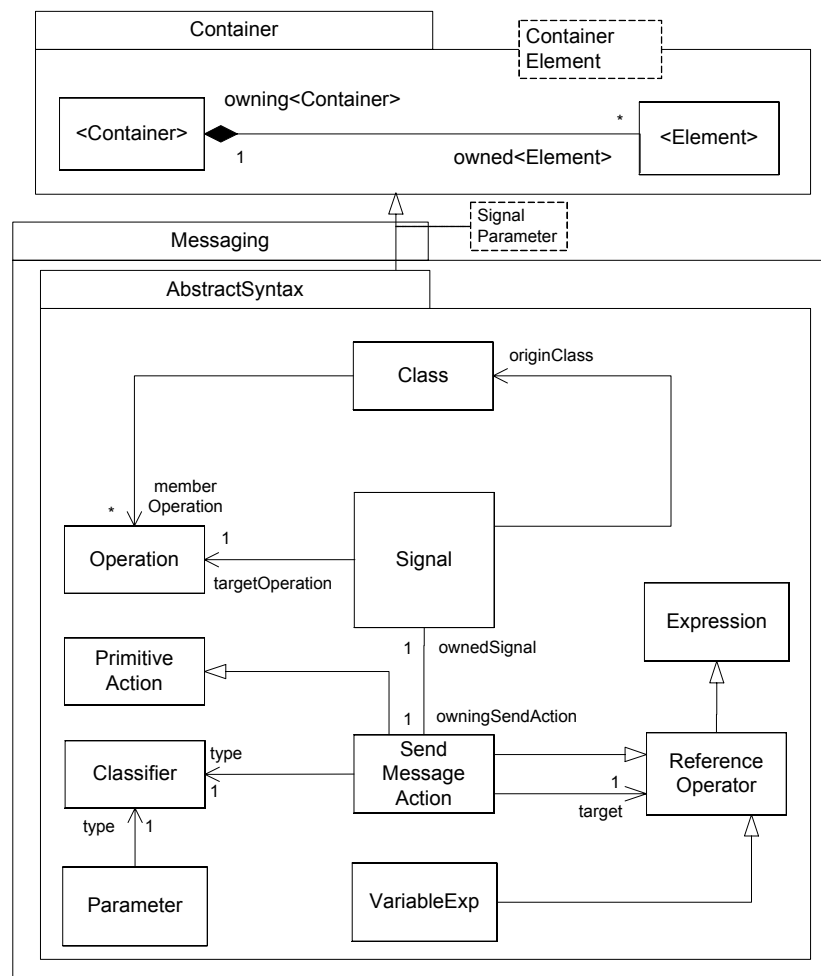 Container
Container
Element
owning<Container>
<Container>
*
<Element>
1
owned<Element>
Signal
Parameter
Messaging
AbstractSyntax
originClass
Class
member
Operation
*
1
Operation
Signal
targetOperation
Expression
1
ownedSignal
Primitive
Action
1
owningSendAction
Send
Message
Action
type
Classifier
1
Reference
Operator
1
target
type
1
Parameter
VariableExp